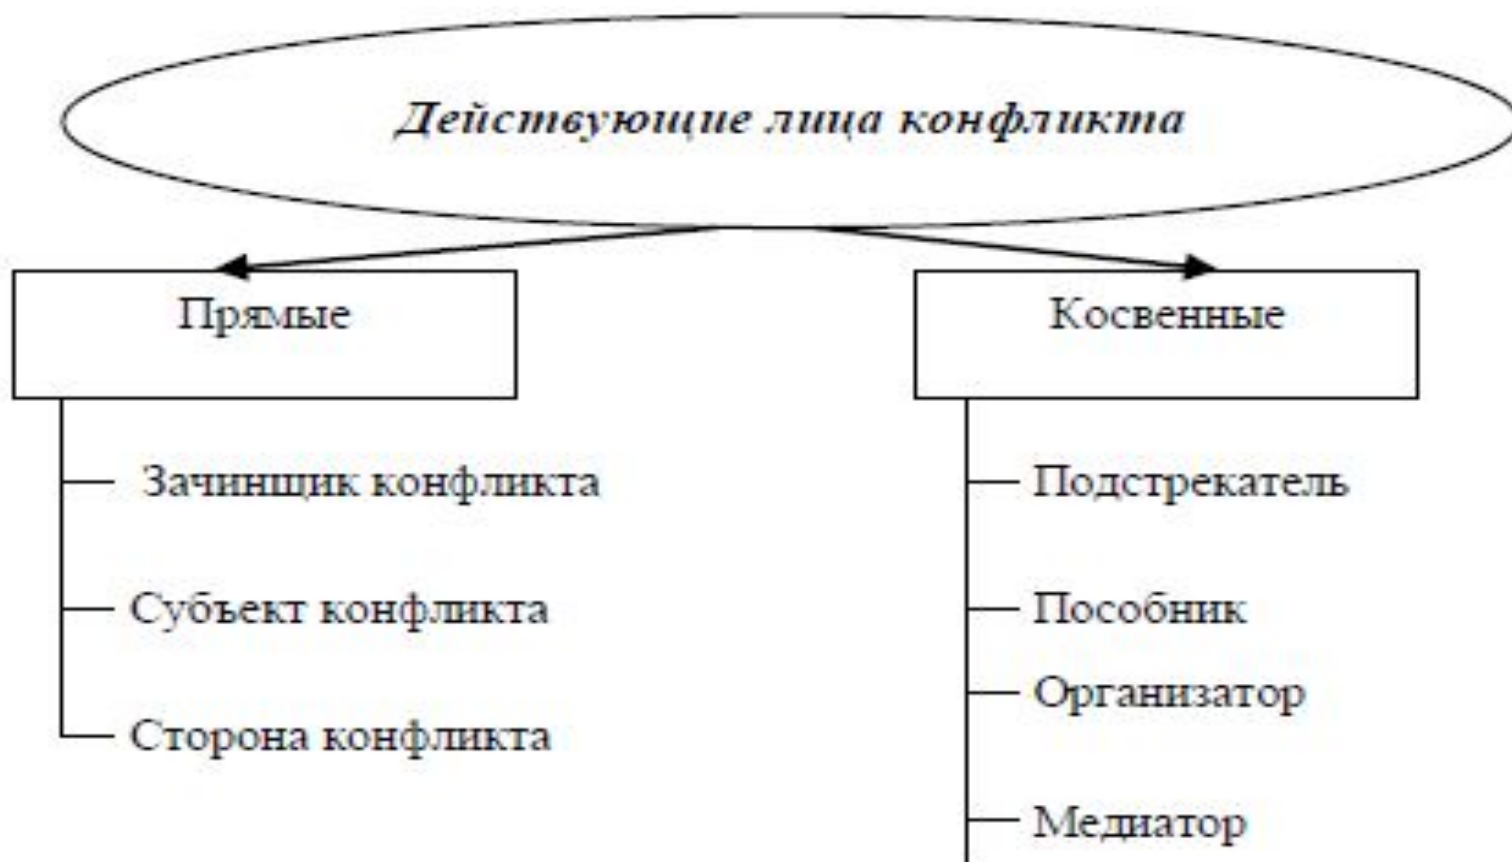 Действующие лица конфликта
Прямые
Зачинщик конфликта
Субъект конфликта
Сторона конфликта
Косвенные
Подстрекатель
Пособник
Организатор
Медиатор